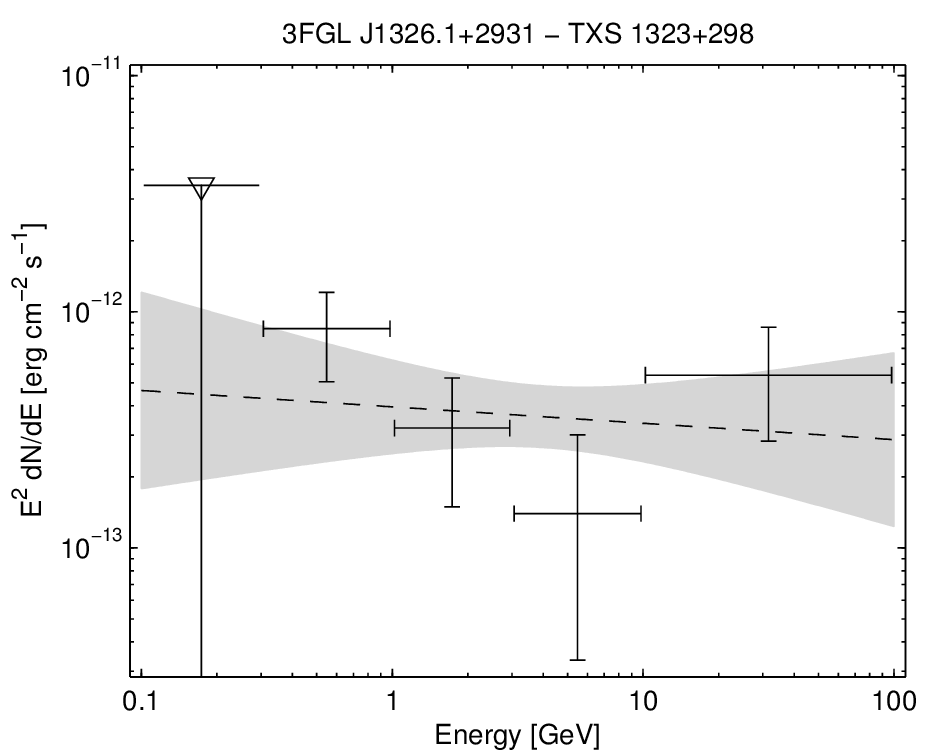 3FGL J1326.1+2931 − TXS 1323+298
10⁻¹¹
10⁻¹²
10⁻¹³
E² dN/dE [erg cm⁻² s⁻¹]
0.1 1 10 100
Energy [GeV]